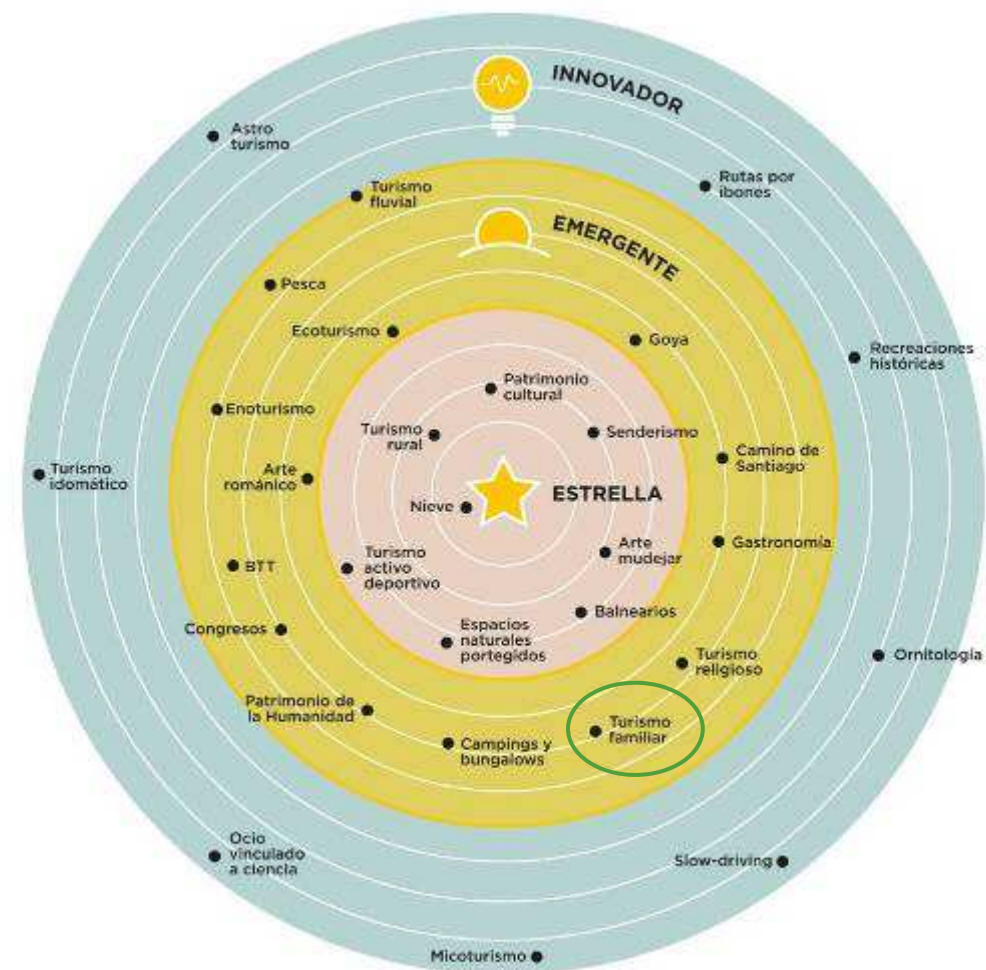 INNOVADOR
Astro
turismo
Rutas por
ibones
Turismo
fluvial
EMERGENTE
Pesca
Ecoturismo
Goya
Recreaciones
históricas
Patrimonio
cultural
Enoturismo
Turismo
rural
Senderismo
Camino de
Santiago
Turismo
idomático
Arte
románico
ESTRELLA
Nieve
Gastronomía
Arte
mudejar
Turismo
activo
deportivo
BTT
Balnearios
Congresos
Espacios
naturales
portegidos
Turismo
religioso
Ornitología
Patrimonio de
la Humanidad
Turismo
familiar
Campings y
bungalows
Ocio
vinculado
a ciencia
Slow-driving
Micoturismo